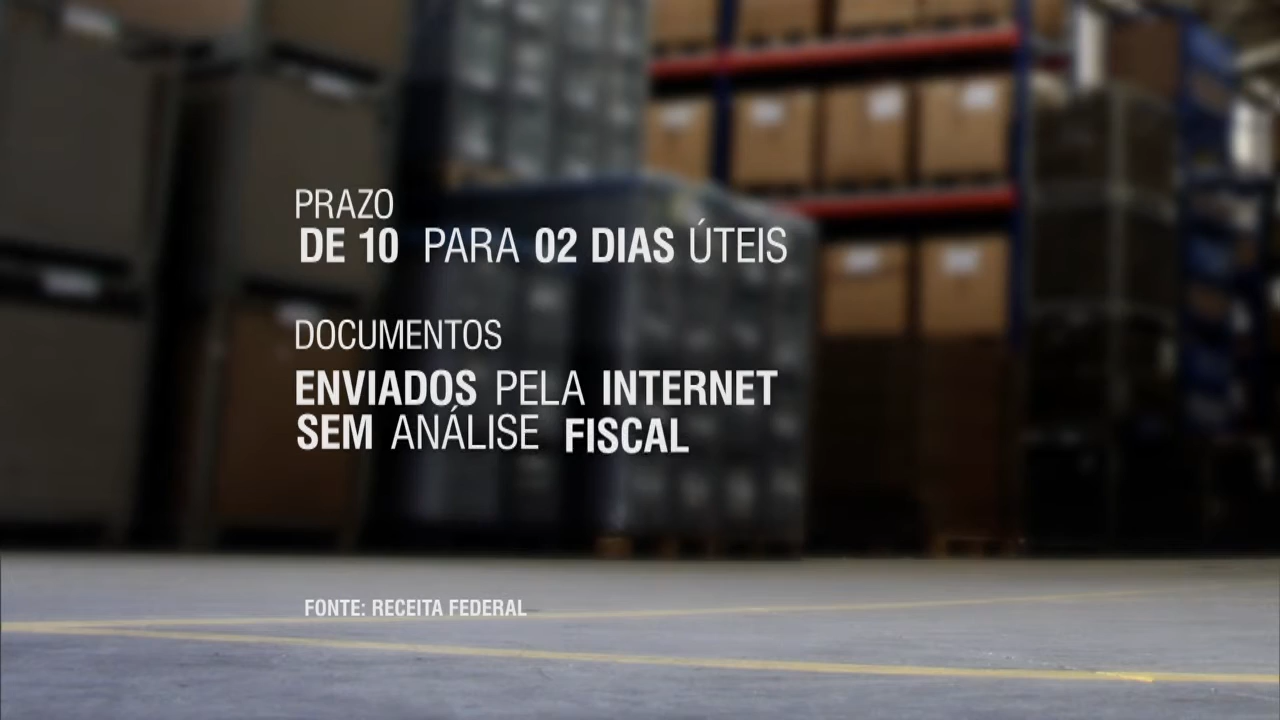 PRAZO
DE 10 PARA 02 DIAS ÚTEIS
DOCUMENTOS
ENVIADOS PELA INTERNET
SEM ANÁLISE FISCAL
FONTE: RECEITA FEDERAL